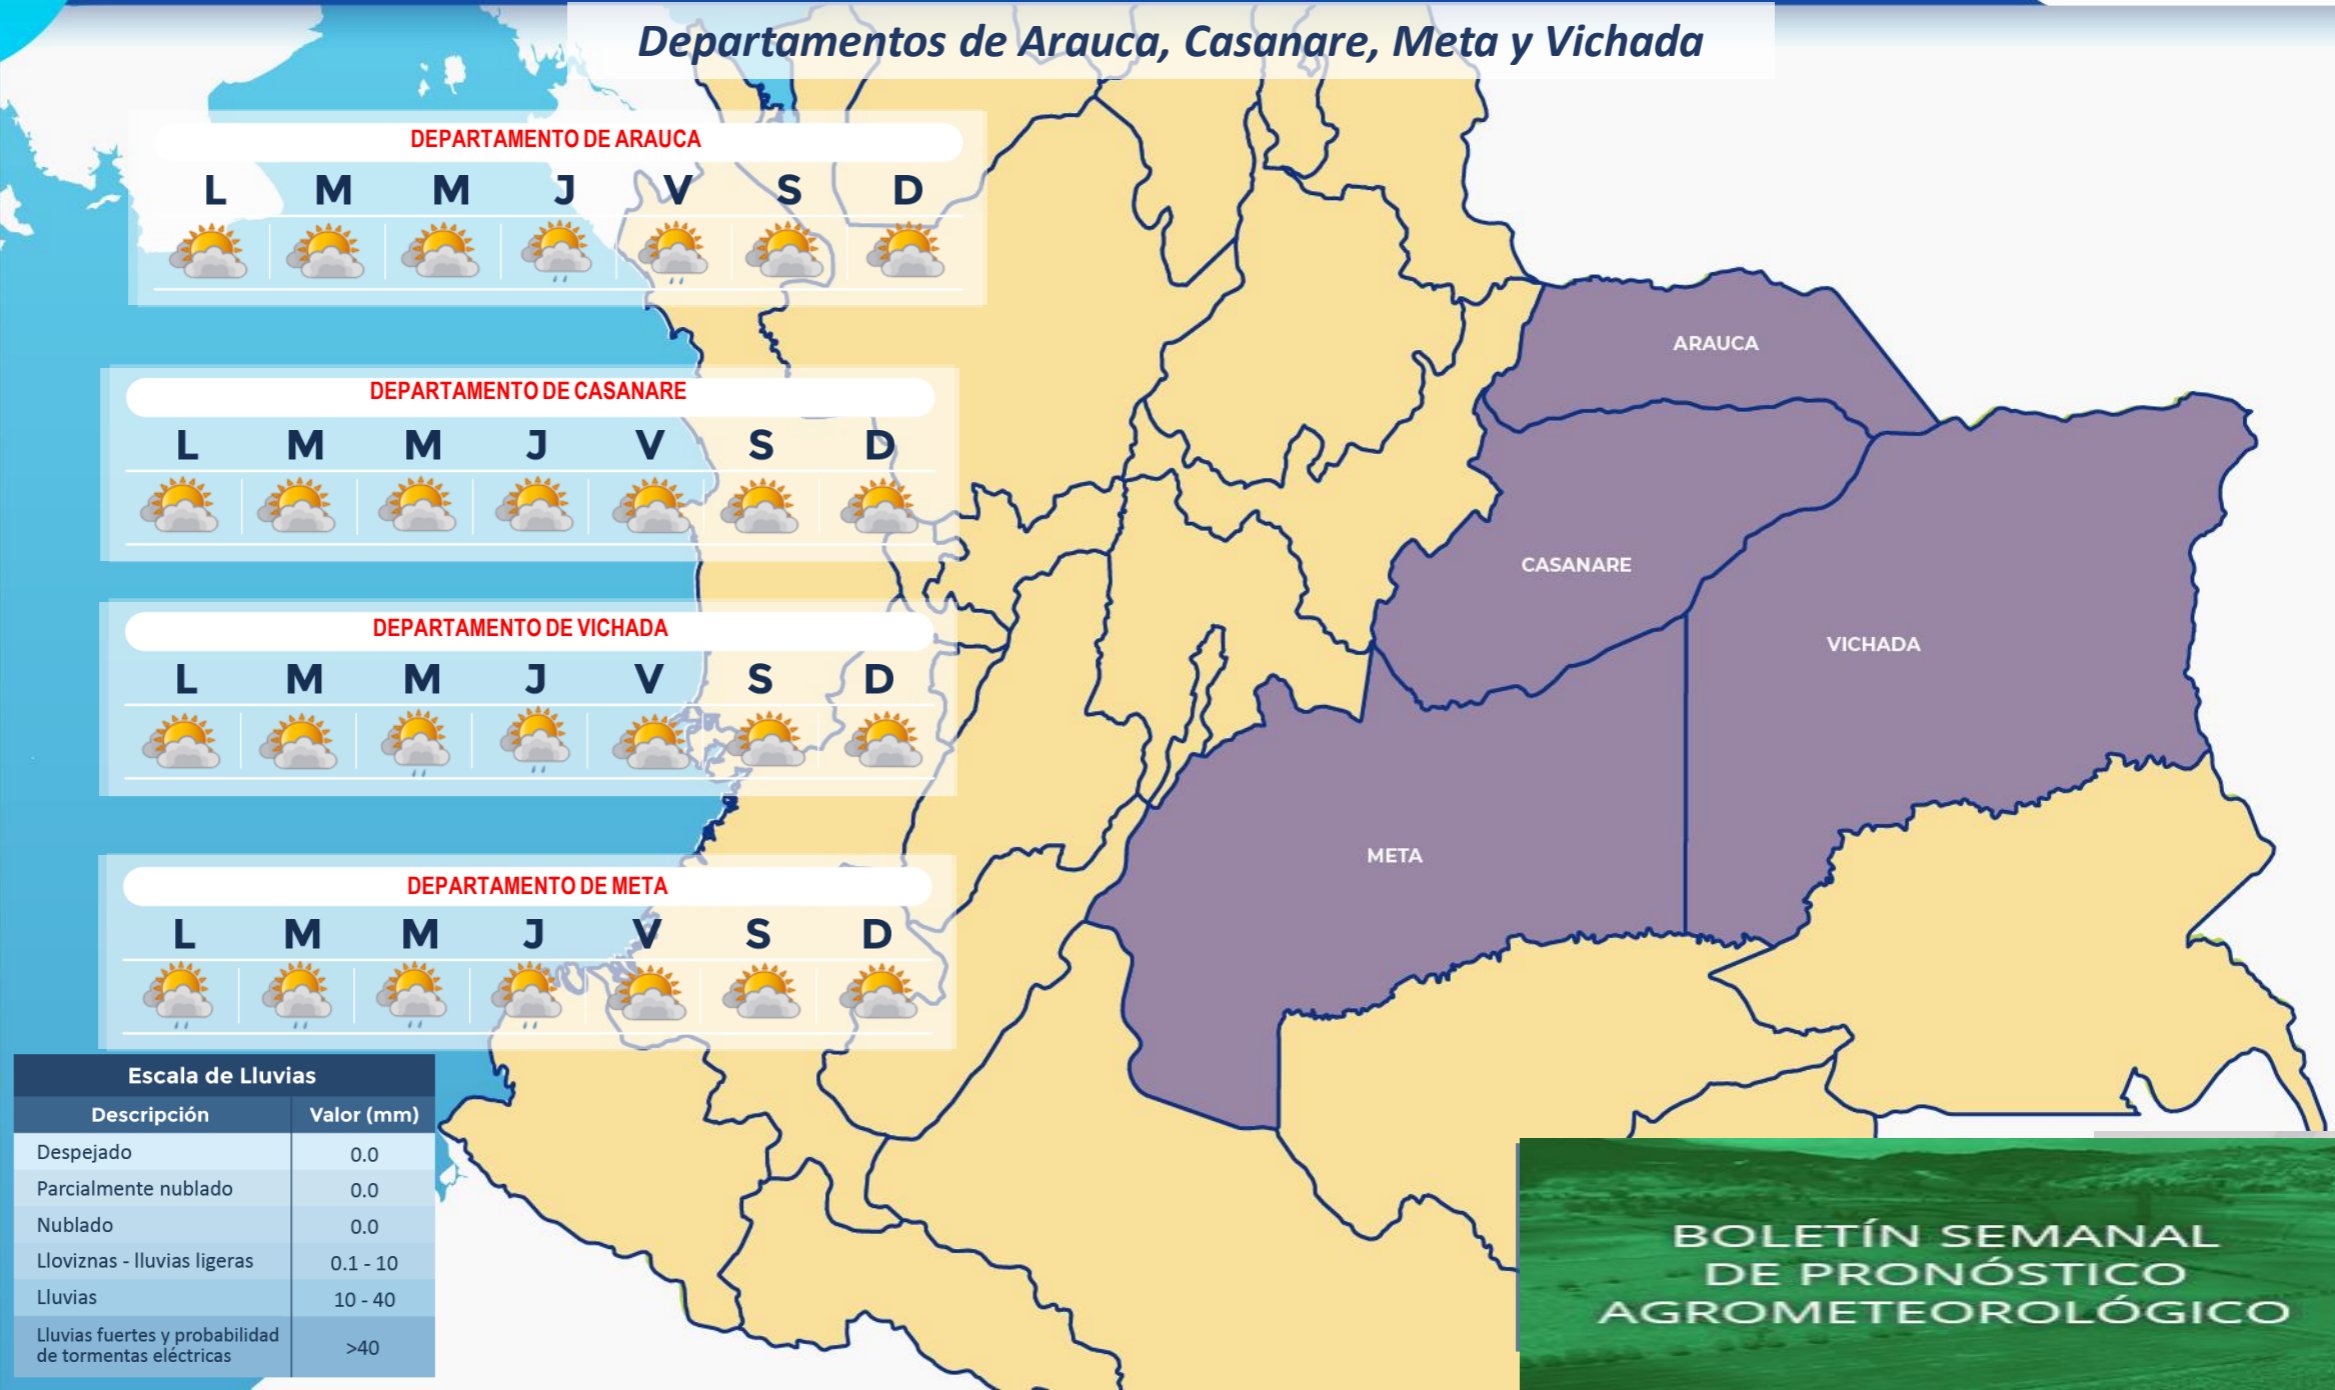 Departamentos de Arauca, Casanare, Meta y Vichada
DEPARTAMENTO DE ARAUCA
L M M J V S D
DEPARTAMENTO DE CASANARE
L M M J V S D
DEPARTAMENTO DE VICHADA
L M M J V S D
DEPARTAMENTO DE META
L M M J V S D
ARAUCA
CASANARE
VICHADA
META
Escala de Lluvias
Descripción Valor (mm)
Despejado 0.0
Parcialmente nublado 0.0
Nublado 0.0
Lloviznas - lluvias ligeras 0.1 - 10
Lluvias 10 - 40
Lluvias fuertes y probabilidad
de tormentas eléctricas >40
BOLETÍN SEMANAL
DE PRONÓSTICO
AGROMETEOROLÓGICO